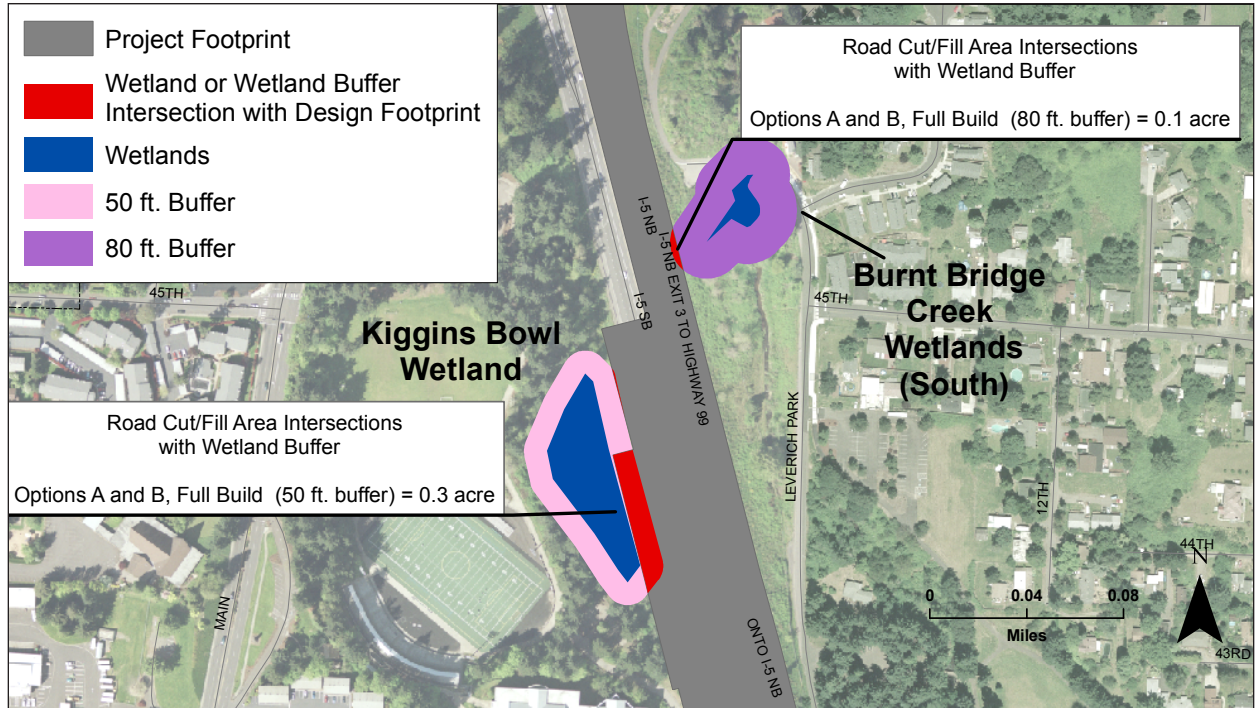 Project Footprint
Wetland or Wetland Buffer
Intersection with Design Footprint
Wetlands
50 ft. Buffer
80 ft. Buffer
Road Cut/Fill Area Intersections
with Wetland Buffer
Options A and B, Full Build (80 ft. buffer) = 0.1 acre
I-5 NB
I-5 NB EXIT 3 TO HIGHWAY 99
I-5 SB
45TH
45TH
Kiggins Bowl
Wetland
Burnt Bridge
Creek
Wetlands
(South)
Road Cut/Fill Area Intersections
with Wetland Buffer
Options A and B, Full Build (50 ft. buffer) = 0.3 acre
LEVERICH PARK
12TH
MAIN
ONTO I-5 NB
44TH
N
0 0.04 0.08
Miles
43RD